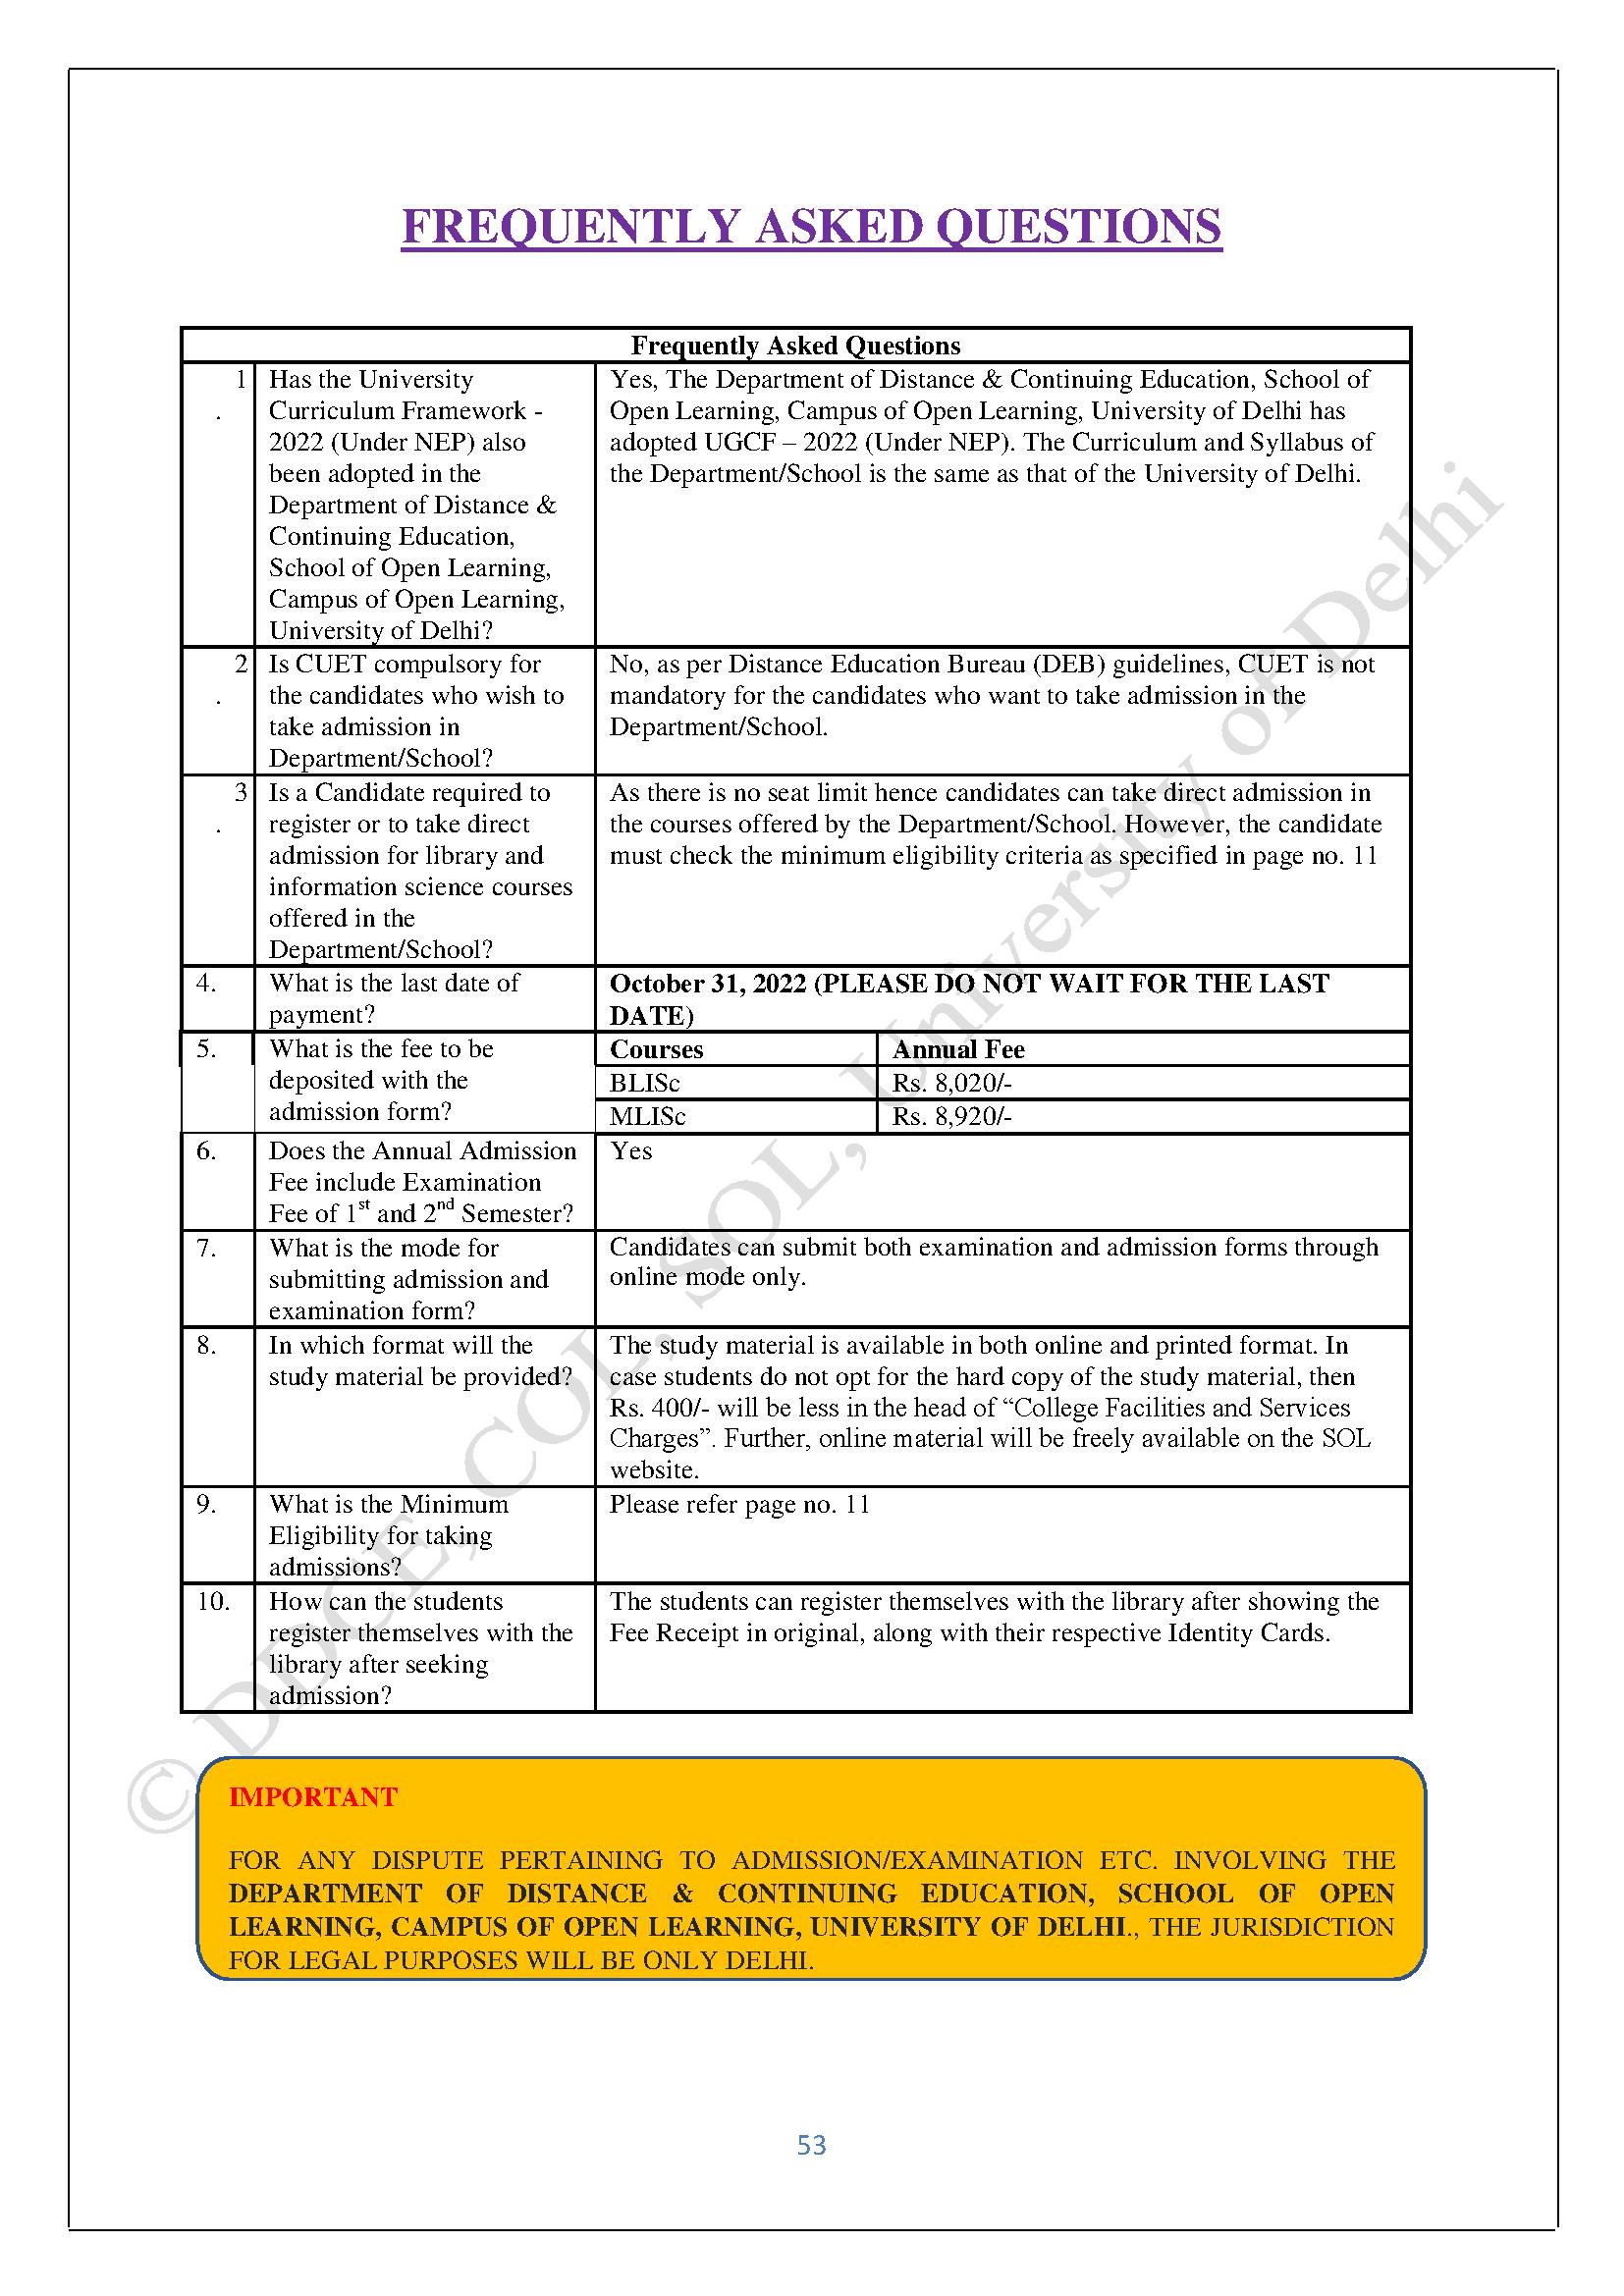 FREQUENTLY ASKED QUESTIONS
Frequently Asked Questions
1
.
Has the University
Curriculum Framework -
2022 (Under NEP) also
been adopted in the
Department of Distance &
Continuing Education,
School of Open Learning,
Campus of Open Learning,
University of Delhi?
Yes, The Department of Distance & Continuing Education, School of
Open Learning, Campus of Open Learning, University of Delhi has
adopted UGCF – 2022 (Under NEP). The Curriculum and Syllabus of
the Department/School is the same as that of the University of Delhi.
2
.
Is CUET compulsory for
the candidates who wish to
take admission in
Department/School?
No, as per Distance Education Bureau (DEB) guidelines, CUET is not
mandatory for the candidates who want to take admission in the
Department/School.
3
.
Is a Candidate required to
register or to take direct
admission for library and
information science courses
offered in the
Department/School?
As there is no seat limit hence candidates can take direct admission in
the courses offered by the Department/School. However, the candidate
must check the minimum eligibility criteria as specified in page no. 11
4.
What is the last date of
payment?
October 31, 2022 (PLEASE DO NOT WAIT FOR THE LAST
DATE)
5.
What is the fee to be
deposited with the
admission form?
Courses Annual Fee
BLISc Rs. 8,020/-
MLISc Rs. 8,920/-
6.
Does the Annual Admission
Fee include Examination
Fee of 1st and 2nd Semester?
Yes
7.
What is the mode for
submitting admission and
examination form?
Candidates can submit both examination and admission forms through
online mode only.
8.
In which format will the
study material be provided?
The study material is available in both online and printed format. In
case students do not opt for the hard copy of the study material, then
Rs. 400/- will be less in the head of “College Facilities and Services
Charges”. Further, online material will be freely available on the SOL
website.
9.
What is the Minimum
Eligibility for taking
admissions?
Please refer page no. 11
10.
How can the students
register themselves with the
library after seeking
admission?
The students can register themselves with the library after showing the
Fee Receipt in original, along with their respective Identity Cards.
© DDCE, COL, SOL, University of Delhi
IMPORTANT
FOR ANY DISPUTE PERTAINING TO ADMISSION/EXAMINATION ETC. INVOLVING THE
DEPARTMENT OF DISTANCE & CONTINUING EDUCATION, SCHOOL OF OPEN
LEARNING, CAMPUS OF OPEN LEARNING, UNIVERSITY OF DELHI., THE JURISDICTION
FOR LEGAL PURPOSES WILL BE ONLY DELHI.
53